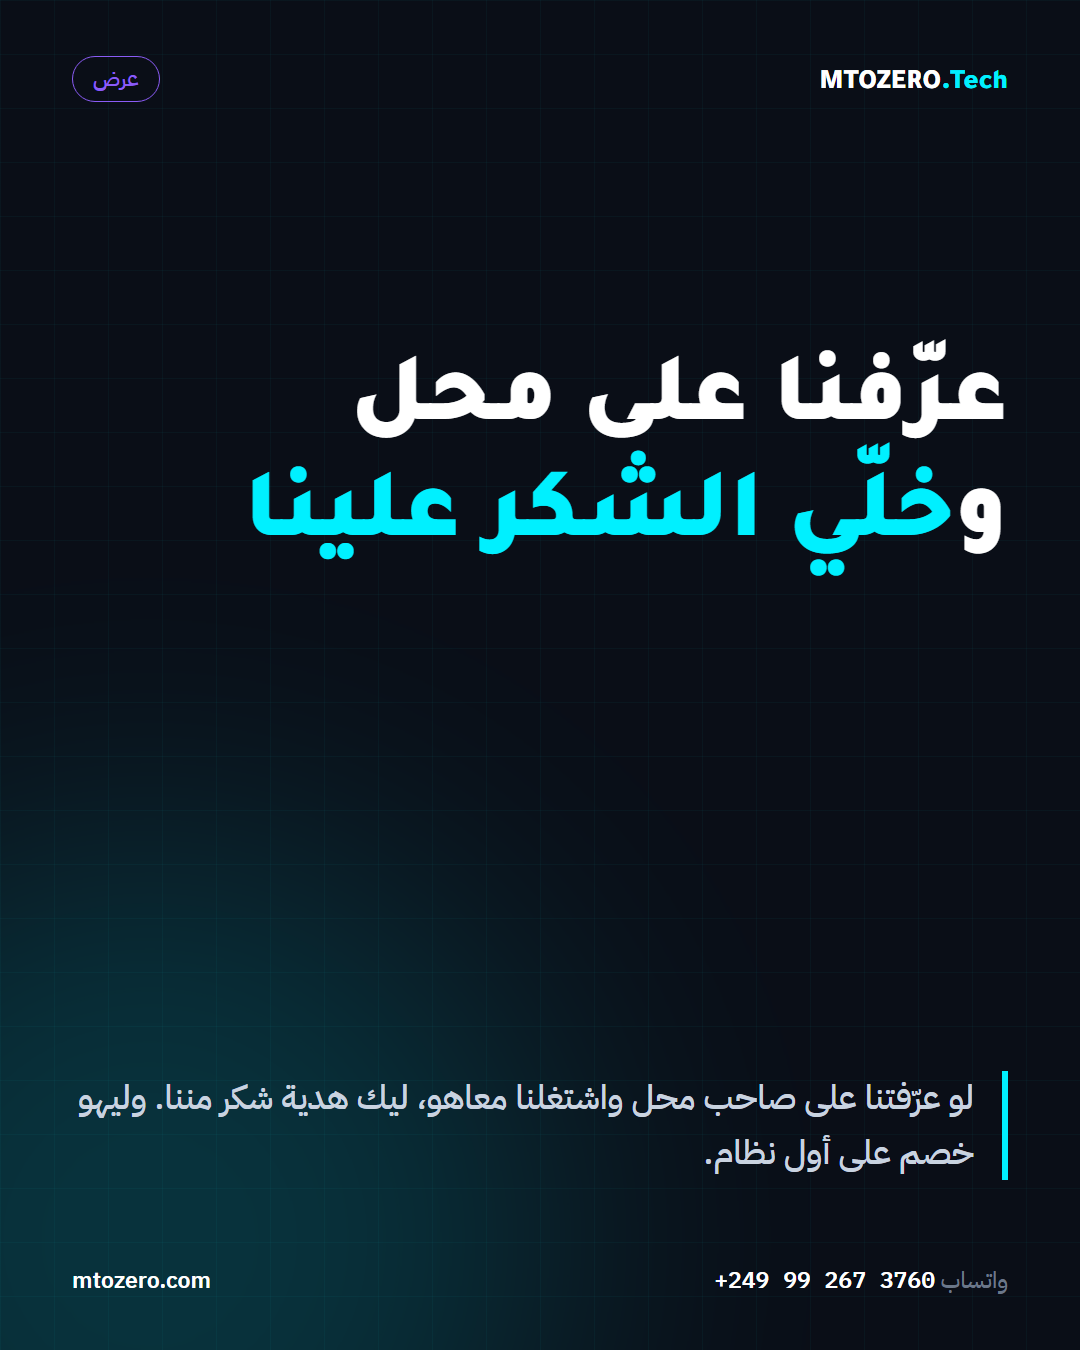 MTOZERO.Tech
عرض
عرّفنا على محل
وخلّي الشكر علينا
لو عرّفتنا على صاحب محل واشتغلنا معاهو، ليك هدية شكر مننا. وليهو
خصم على أول نظام.
واتساب +249 99 267 3760
mtozero.com